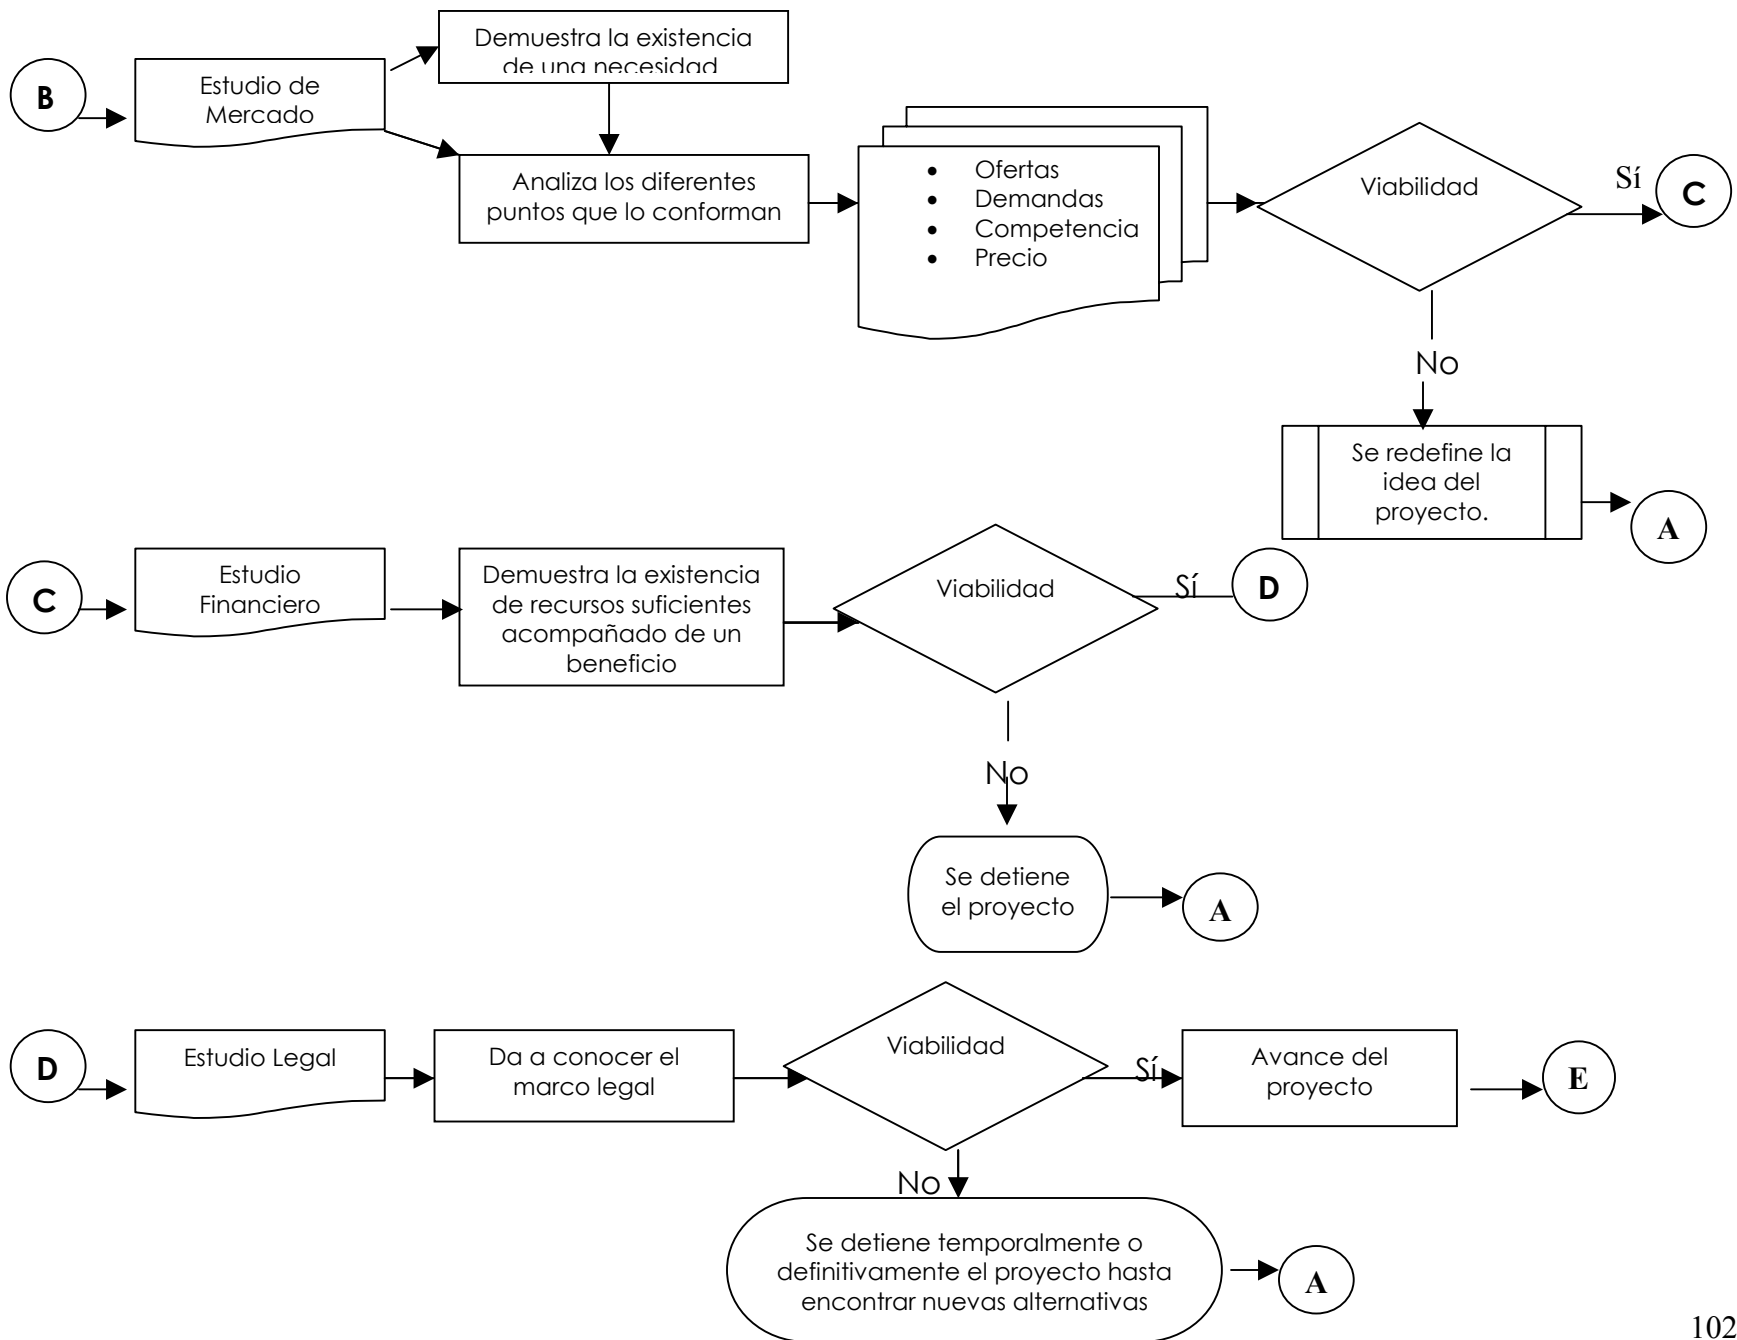 B
Estudio de
Mercado
Demuestra la existencia
de una necesidad
Analiza los diferentes
puntos que lo conforman
• Ofertas
• Demandas
• Competencia
• Precio
Viabilidad
Sí
C
No
Se redefine la
idea del
proyecto.
A
C
Estudio
Financiero
Demuestra la existencia
de recursos suficientes
acompañado de un
beneficio
Viabilidad
Sí
D
No
Se detiene
el proyecto
A
D
Estudio Legal
Da a conocer el
marco legal
Viabilidad
Sí
Avance del
proyecto
E
No
Se detiene temporalmente o
definitivamente el proyecto hasta
encontrar nuevas alternativas
A
102